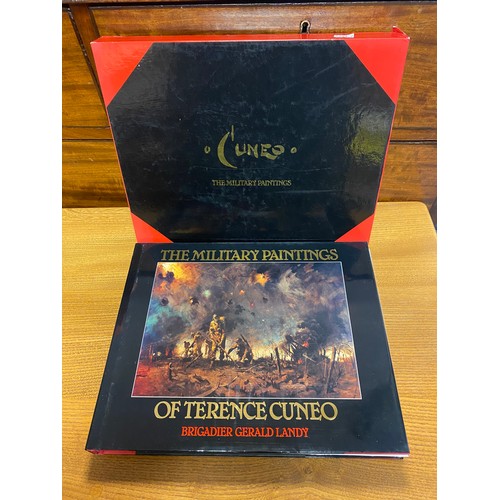 CUNEO
THE MILITARY PAINTINGS
THE MILITARY PAINTINGS
OF TERENCE CUNEO
BRIGADIER GERALD LANDY